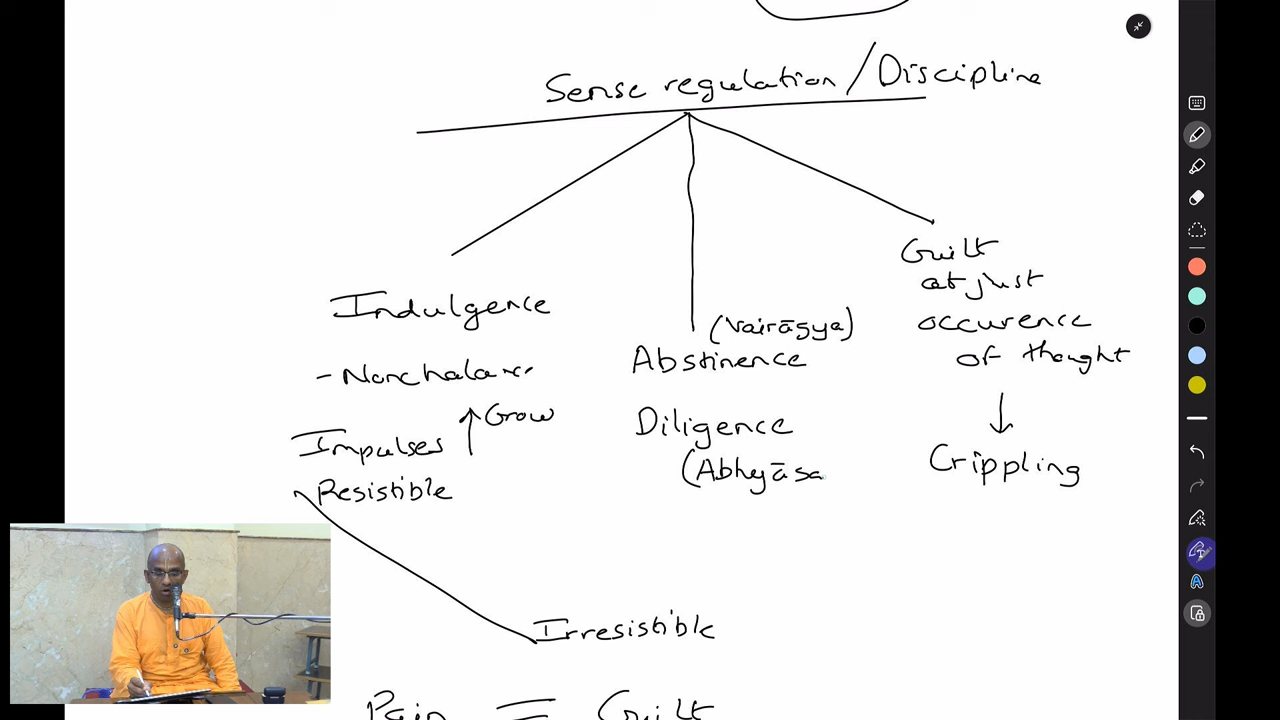 Sense regulation / Discipline
Indulgence
- Nonchalance
Impulses ↑ Grow
Resistible
(Vairāgya)
Abstinence
Diligence
(Abhyāsa
Guilt
at just
occurence
of thought
↓
Crippling
Irresistible
Pain = Guilt